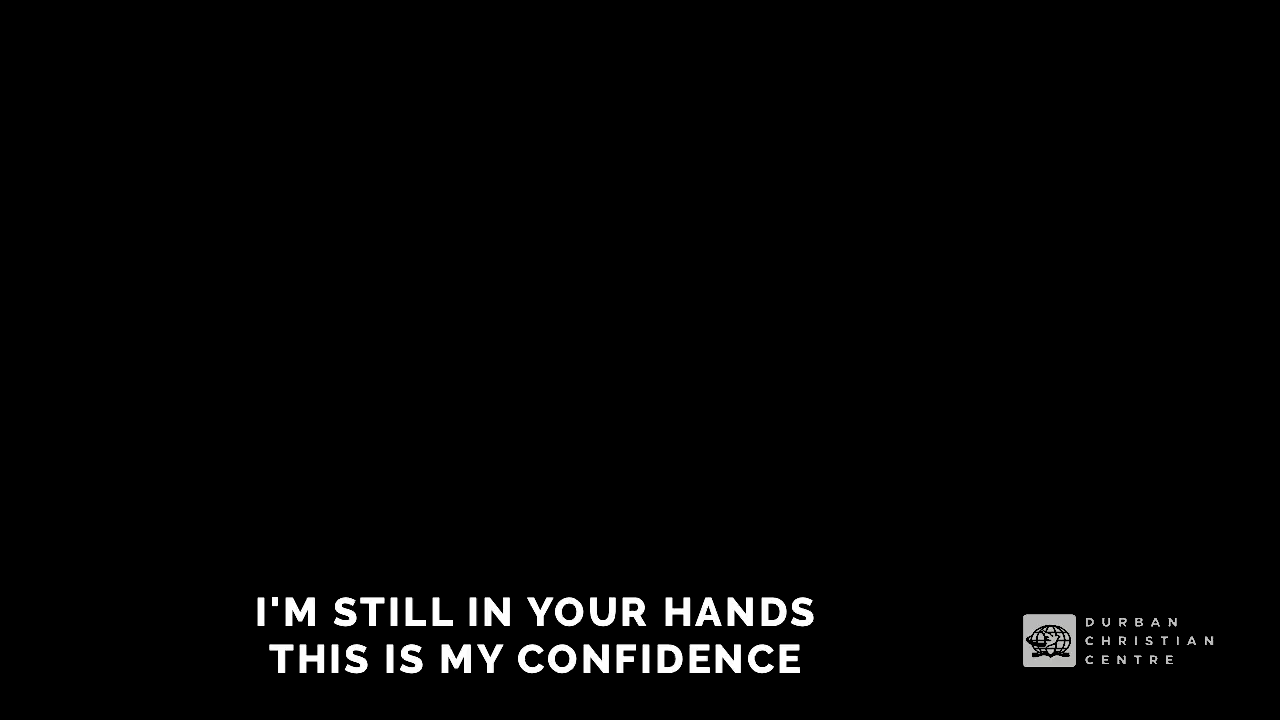 I'M STILL IN YOUR HANDS
THIS IS MY CONFIDENCE
DURBAN
CHRISTIAN
CENTRE